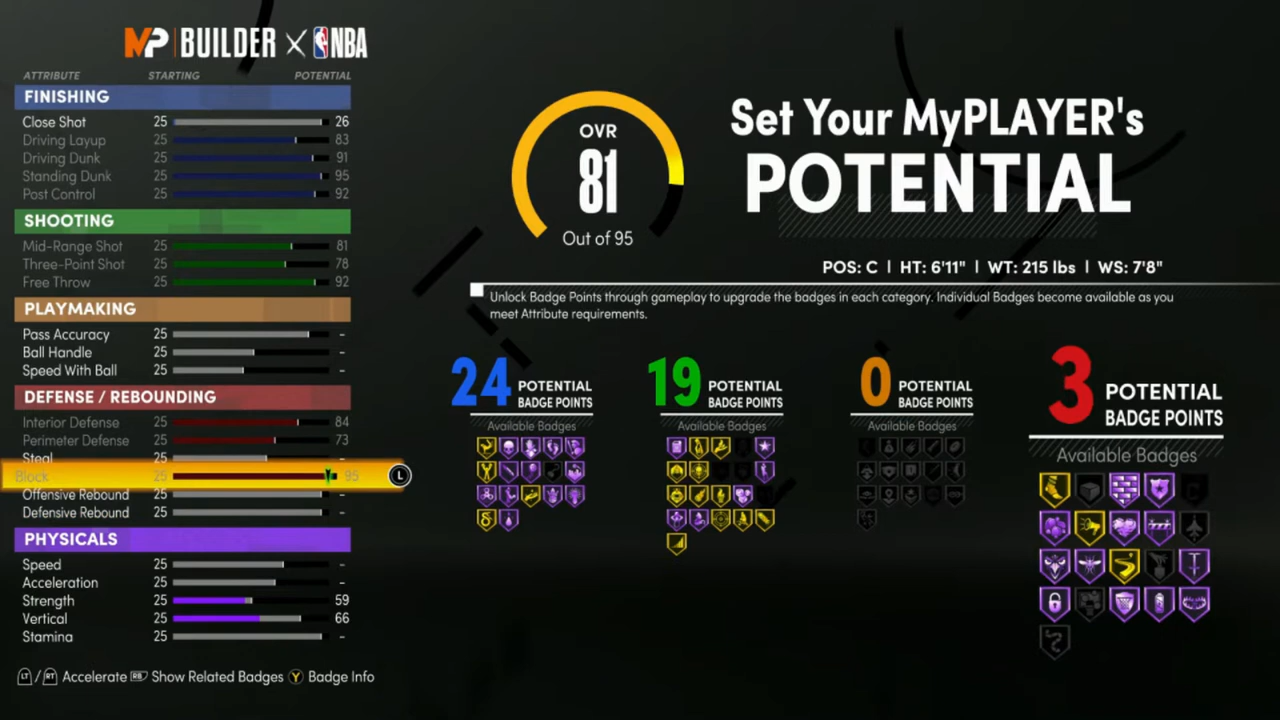 MP | BUILDER X NBA
ATTRIBUTE STARTING POTENTIAL
FINISHING
Close Shot 25 26
Driving Layup 25 83
Driving Dunk 25 91
Standing Dunk 25 95
Post Control 25 92
SHOOTING
Mid-Range Shot 25 81
Three-Point Shot 25 78
Free Throw 25 92
PLAYMAKING
Pass Accuracy 25 -
Ball Handle 25 -
Speed With Ball 25 -
DEFENSE / REBOUNDING
Interior Defense 25 84
Perimeter Defense 25 73
Steal 25 -
Block 25 95 L
Offensive Rebound 25 -
Defensive Rebound 25 -
PHYSICALS
Speed 25 -
Acceleration 25 -
Strength 25 59
Vertical 25 66
Stamina 25 -
LT / RT Accelerate RB Show Related Badges Y Badge Info
OVR
81
Out of 95
Set Your MyPLAYER's
POTENTIAL
POS: C | HT: 6'11" | WT: 215 lbs | WS: 7'8"
Unlock Badge Points through gameplay to upgrade the badges in each category. Individual Badges become available as you
meet Attribute requirements.
24 POTENTIAL
BADGE POINTS
Available Badges
19 POTENTIAL
BADGE POINTS
Available Badges
0 POTENTIAL
BADGE POINTS
Available Badges
3 POTENTIAL
BADGE POINTS
Available Badges